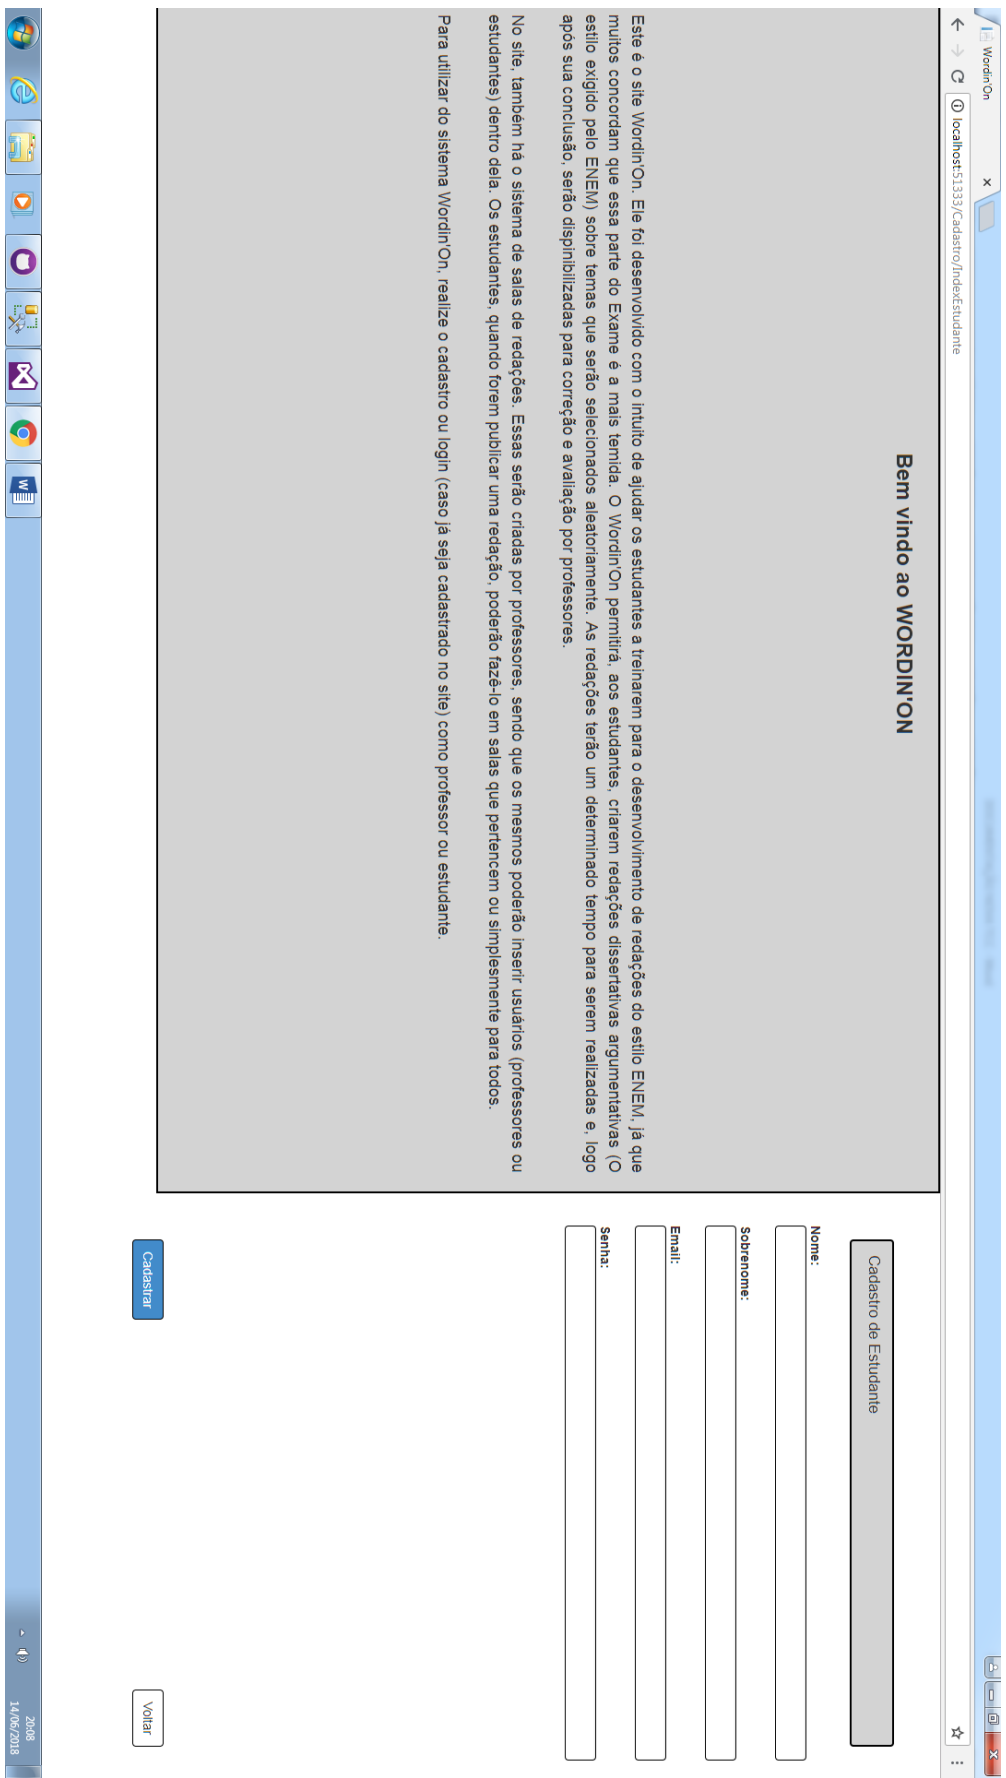 Wordin'On
localhost:51333/Cadastro/IndexEstudante
Bem vindo ao WORDIN'ON
Este é o site Wordin'On. Ele foi desenvolvido com o intuito de ajudar os estudantes a treinarem para o desenvolvimento de redações do estilo ENEM, já que
muitos concordam que essa parte do Exame é a mais temida. O Wordin'On permitirá, aos estudantes, criarem redações dissertativas argumentativas (O
estilo exigido pelo ENEM) sobre temas que serão selecionados aleatoriamente. As redações terão um determinado tempo para serem realizadas e, logo
após sua conclusão, serão dispinibilizadas para correção e avaliação por professores.
No site, também há o sistema de salas de redações. Essas serão criadas por professores, sendo que os mesmos poderão inserir usuários (professores ou
estudantes) dentro dela. Os estudantes, quando forem publicar uma redação, poderão fazê-lo em salas que pertencem ou simplesmente para todos.
Para utilizar do sistema Wordin'On, realize o cadastro ou login (caso já seja cadastrado no site) como professor ou estudante.
Cadastro de Estudante
Nome:
Sobrenome:
Email:
Senha:
Cadastrar
Voltar
20:08
14/06/2018